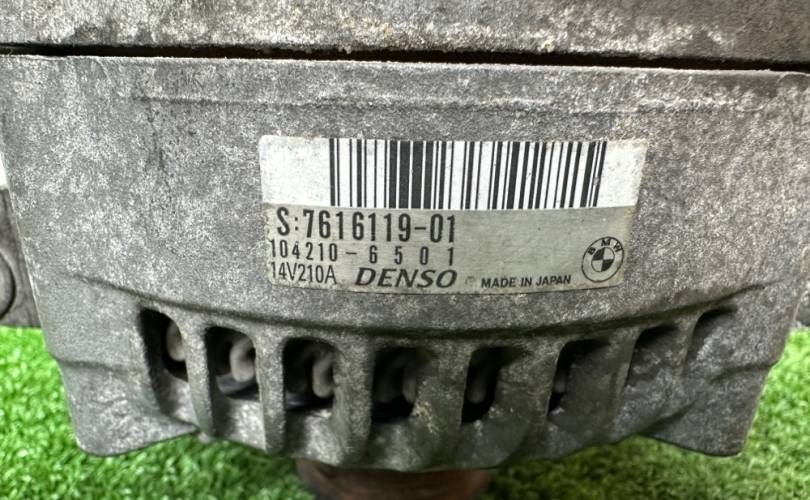 S:7616119-01
104210-6501
14V210A DENSO MADE IN JAPAN
BMW